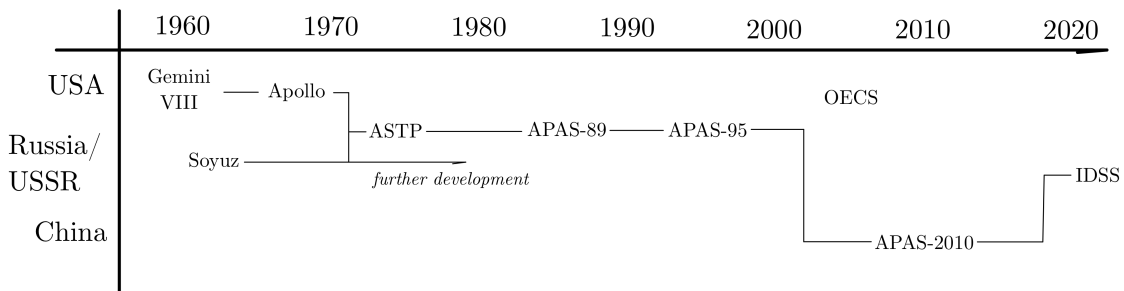 1960 1970 1980 1990 2000 2010 2020
USA
Gemini
VIII
Apollo
OECS
Russia/
USSR
ASTP
APAS-89
APAS-95
Soyuz
further development
IDSS
China
APAS-2010